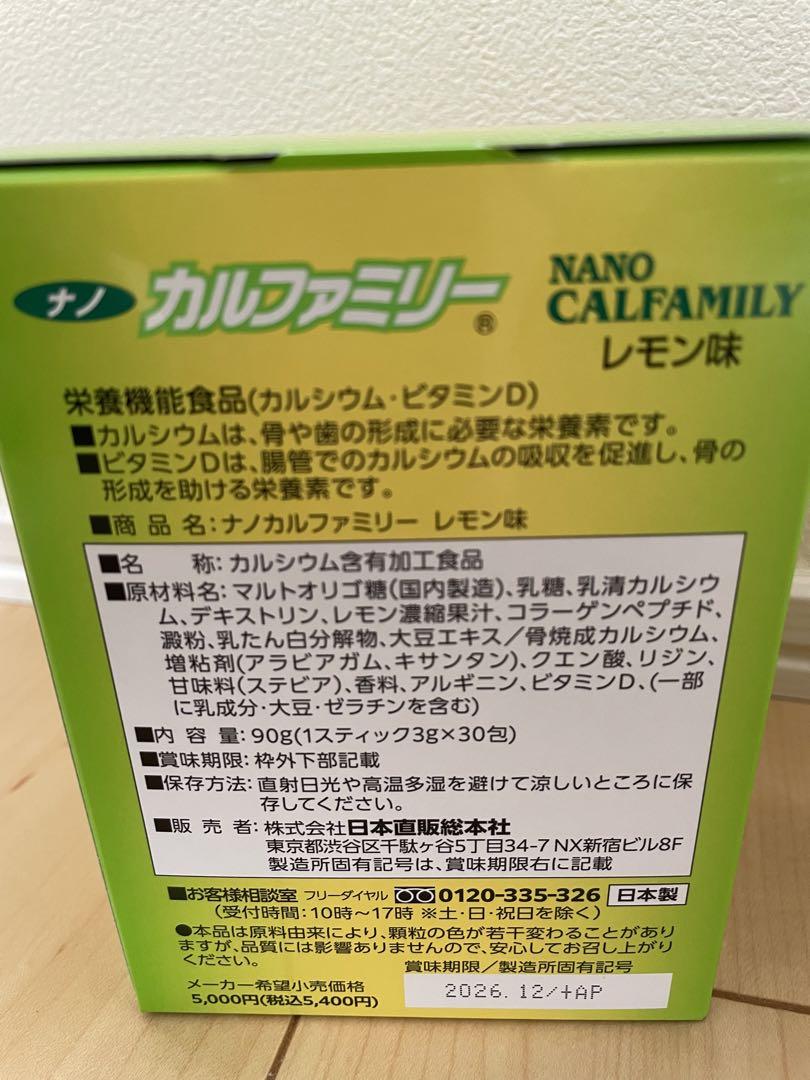 ナノ カルファミリー® NANO
CALFAMILY
レモン味
栄養機能食品(カルシウム・ビタミンD)
■カルシウムは、骨や歯の形成に必要な栄養素です。
■ビタミンDは、腸管でのカルシウムの吸収を促進し、骨の
形成を助ける栄養素です。
■商品名:ナノカルファミリー レモン味
■名 称:カルシウム含有加工食品
■原材料名:マルトオリゴ糖(国内製造)、乳糖、乳清カルシウ
ム、デキストリン、レモン濃縮果汁、コラーゲンペプチド、
澱粉、乳たん白分解物、大豆エキス/骨焼成カルシウム、
増粘剤(アラビアガム、キサンタン)、クエン酸、リジン、
甘味料(ステビア)、香料、アルギニン、ビタミンD、(一部
に乳成分・大豆・ゼラチンを含む)
■内容量:90g(1スティック3g×30包)
■賞味期限:枠外下部記載
■保存方法:直射日光や高温多湿を避けて涼しいところに保
存してください。
■販売者:株式会社日本直販総本社
東京都渋谷区千駄ヶ谷5丁目34-7 NX新宿ビル8F
製造所固有記号は、賞味期限右に記載
■お客様相談室 フリーダイヤル 0120-335-326 日本製
(受付時間:10時〜17時 ※土・日・祝日を除く)
●本品は原料由来により、顆粒の色が若干変わることがあり
ますが、品質には影響ありませんので、安心してお召し上がり
ください。
賞味期限/製造所固有記号
メーカー希望小売価格
5,000円(税込5,400円)
2026.12/+AP